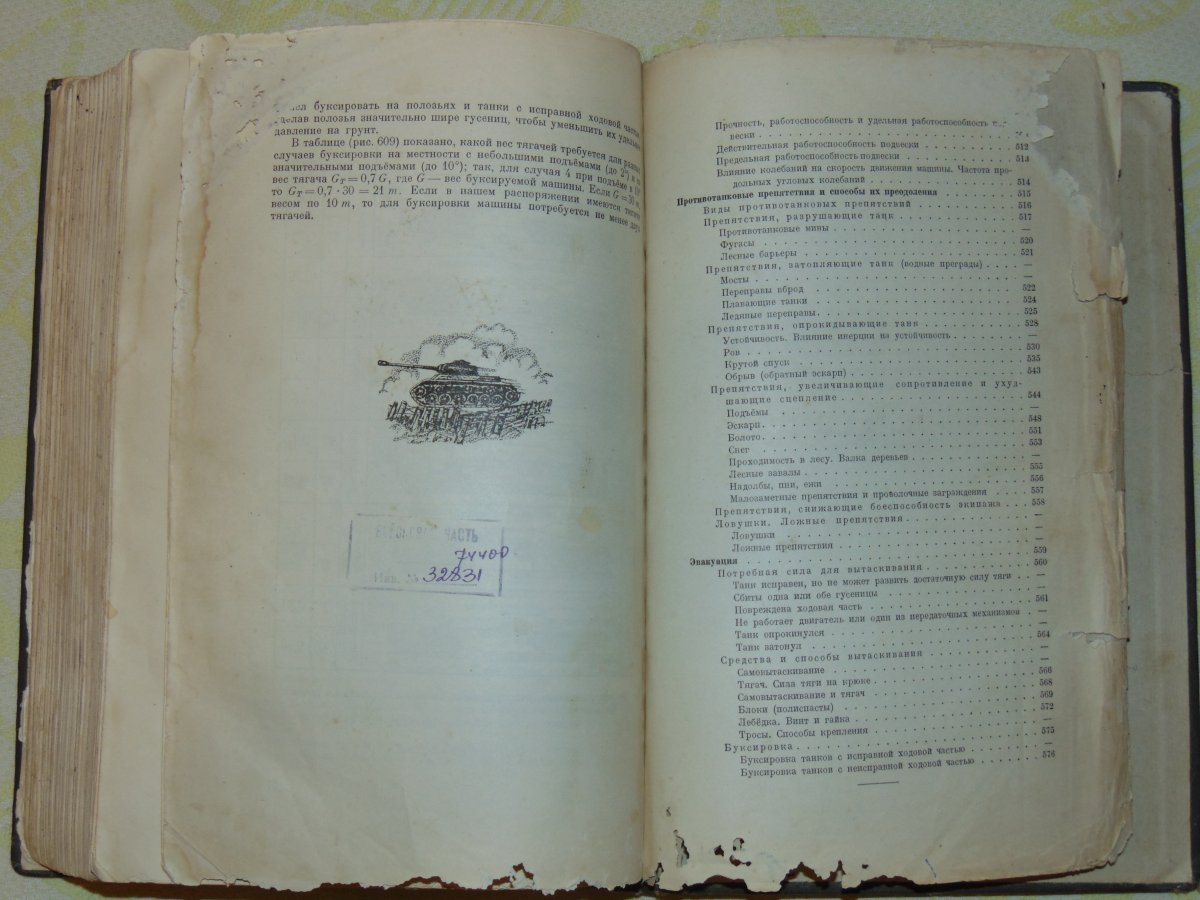 буксировать на полозьях и танки с исправной ходовой частью
сделав полозья значительно шире гусениц, чтобы уменьшить их удельное
давление на грунт.
В таблице (рис. 609) показано, какой вес тягачей требуется для разных
случаев буксировки на местности с небольшими подъёмами (до 2°) и
значительными подъёмами (до 10°); так, для случая 4 при подъёме в 10°
вес тягача Gт = 0,7 G, где G — вес буксируемой машины. Если G = 30 т,
то Gт = 0,7 · 30 = 21 т. Если в нашем распоряжении имеются тягачи
весом по 10 т, то для буксировки машины потребуется не менее двух
тягачей.
ЧАСТЬ
74400
Инв. № 32831
Прочность, работоспособность и удельная работоспособность под-
вески
Действительная работоспособность подвески 512
Предельная работоспособность подвески 513
Влияние колебаний на скорость движения машины. Частота про-
дольных угловых колебаний 514
Противотанковые препятствия и способы их преодоления 515
Виды противотанковых препятствий 516
Препятствия, разрушающие танк 517
Противотанковые мины —
Фугасы 520
Лесные барьеры 521
Препятствия, затопляющие танк (водные преграды) —
Мосты —
Переправы вброд 522
Плавающие танки 524
Ледяные переправы 525
Препятствия, опрокидывающие танк 528
Устойчивость. Влияние инерции на устойчивость —
Ров 530
Крутой спуск 535
Обрыв (обратный эскарп) 543
Препятствия, увеличивающие сопротивление и ухуд-
шающие сцепление 544
Подъёмы —
Эскарп 548
Болото 551
Снег 553
Проходимость в лесу. Валка деревьев —
Лесные завалы 555
Надолбы, пни, ежи 556
Малозаметные препятствия и проволочные заграждения 557
Препятствия, снижающие боеспособность экипажа 558
Ловушки. Ложные препятствия —
Ловушки —
Ложные препятствия —
Эвакуация 559
Потребная сила для вытаскивания 560
Танк исправен, но не может развить достаточную силу тяги —
Сбиты одна или обе гусеницы —
Повреждена ходовая часть 561
Не работает двигатель или один из передаточных механизмов —
Танк опрокинулся —
Танк затонул 564
Средства и способы вытаскивания —
Самовытаскивание 566
Тягач. Сила тяги на крюке 568
Самовытаскивание и тягач 569
Блоки (полиспасты) 572
Лебёдка. Винт и гайка —
Тросы. Способы крепления 575
Буксировка —
Буксировка танков с исправной ходовой частью —
Буксировка танков с неисправной ходовой частью 576